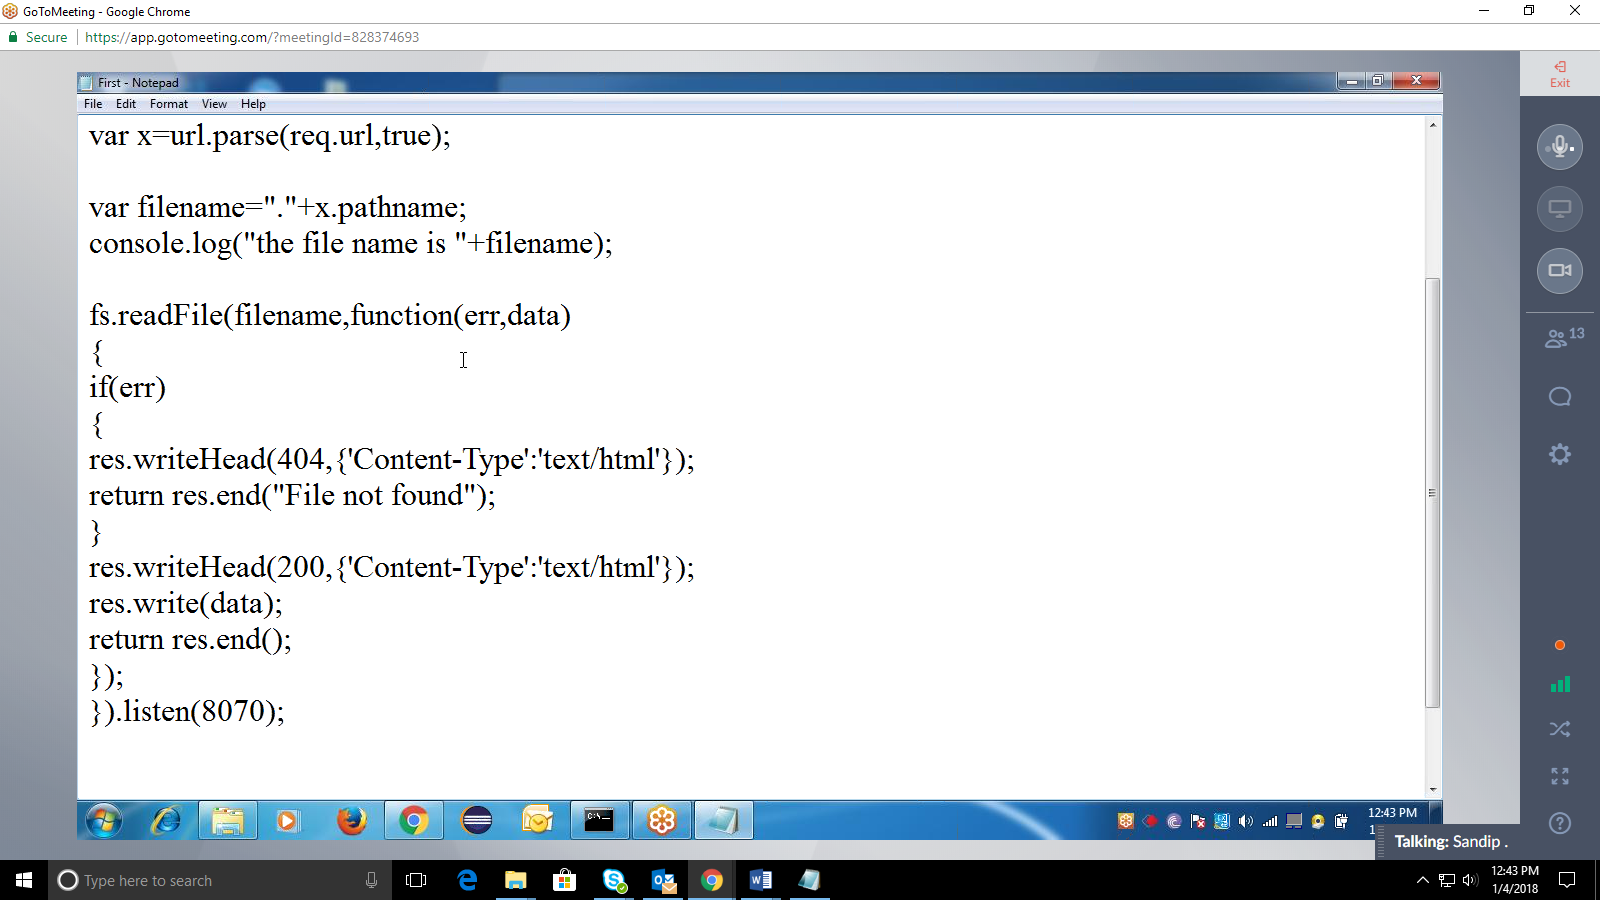 GoToMeeting - Google Chrome
Secure
https://app.gotomeeting.com/?meetingId=828374693
Exit
First - Notepad
File Edit Format View Help
var x=url.parse(req.url,true);
var filename="."+x.pathname;
console.log("the file name is "+filename);
fs.readFile(filename,function(err,data)
{
if(err)
{
res.writeHead(404,{'Content-Type':'text/html'});
return res.end("File not found");
}
res.writeHead(200,{'Content-Type':'text/html'});
res.write(data);
return res.end();
});
}).listen(8070);
13
C:\
12:43 PM
Talking: Sandip .
Type here to search
12:43 PM
1/4/2018